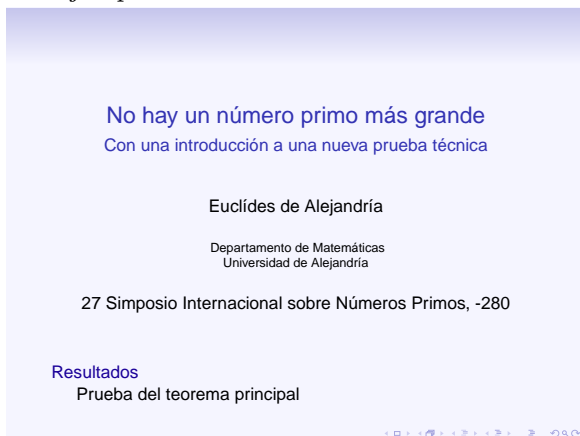 No hay un número primo más grande
Con una introducción a una nueva prueba técnica
Euclídes de Alejandría
Departamento de Matemáticas
Universidad de Alejandría
27 Simposio Internacional sobre Números Primos, -280
Resultados
Prueba del teorema principal